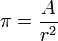 π = A / r²